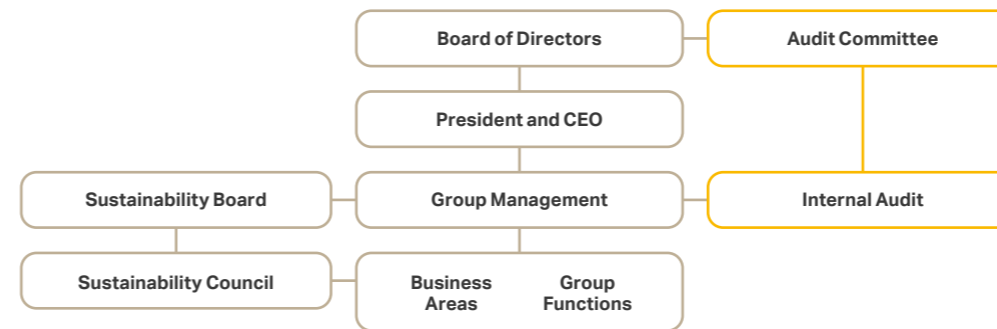 Board of Directors
Audit Committee
President and CEO
Sustainability Board
Group Management
Internal Audit
Sustainability Council
Business
Areas
Group
Functions